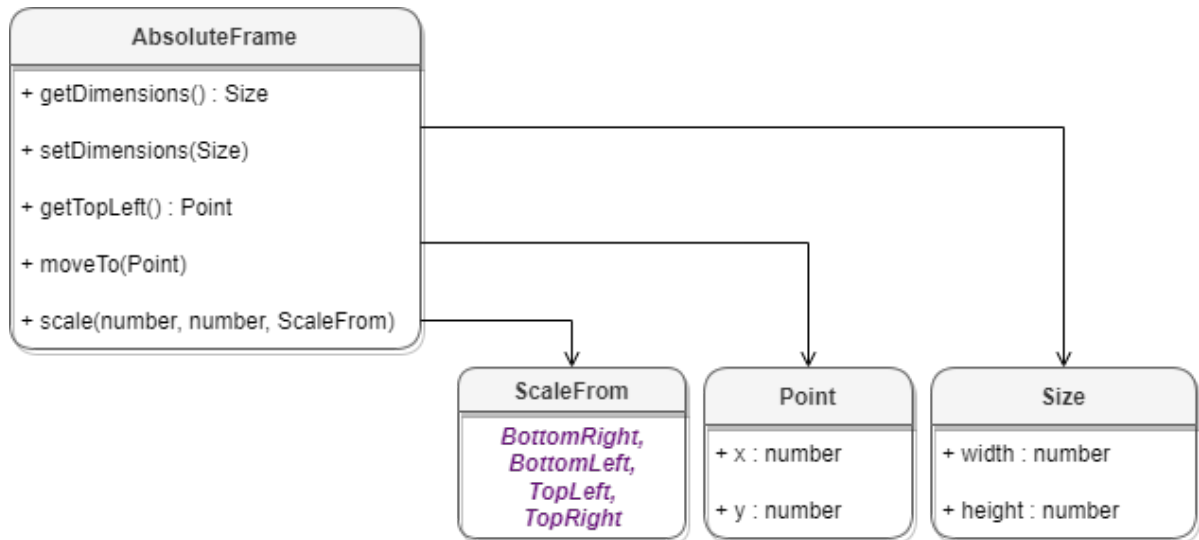 AbsoluteFrame
+ getDimensions() : Size
+ setDimensions(Size)
+ getTopLeft() : Point
+ moveTo(Point)
+ scale(number, number, ScaleFrom)
ScaleFrom
BottomRight,
BottomLeft,
TopLeft,
TopRight
Point
+ x : number
+ y : number
Size
+ width : number
+ height : number